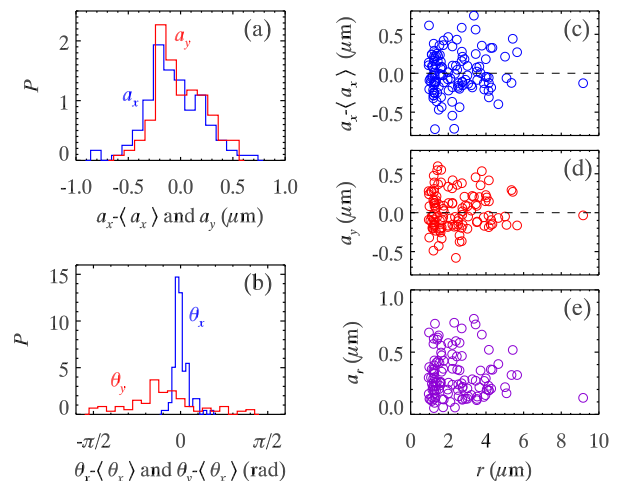 (a)
2
1
0
P
a_y
a_x
-1.0 -0.5 0.0 0.5 1.0
a_x-⟨a_x⟩ and a_y (μm)
(b)
15
10
5
0
P
θ_x
θ_y
-π/2 0 π/2
θ_x-⟨θ_x⟩ and θ_y-⟨θ_x⟩ (rad)
(c)
0.5
0.0
-0.5
a_x-⟨a_x⟩ (μm)
(d)
0.5
0.0
-0.5
a_y (μm)
(e)
1.0
0.5
0.0
a_r (μm)
0 2 4 6 8 10
r (μm)